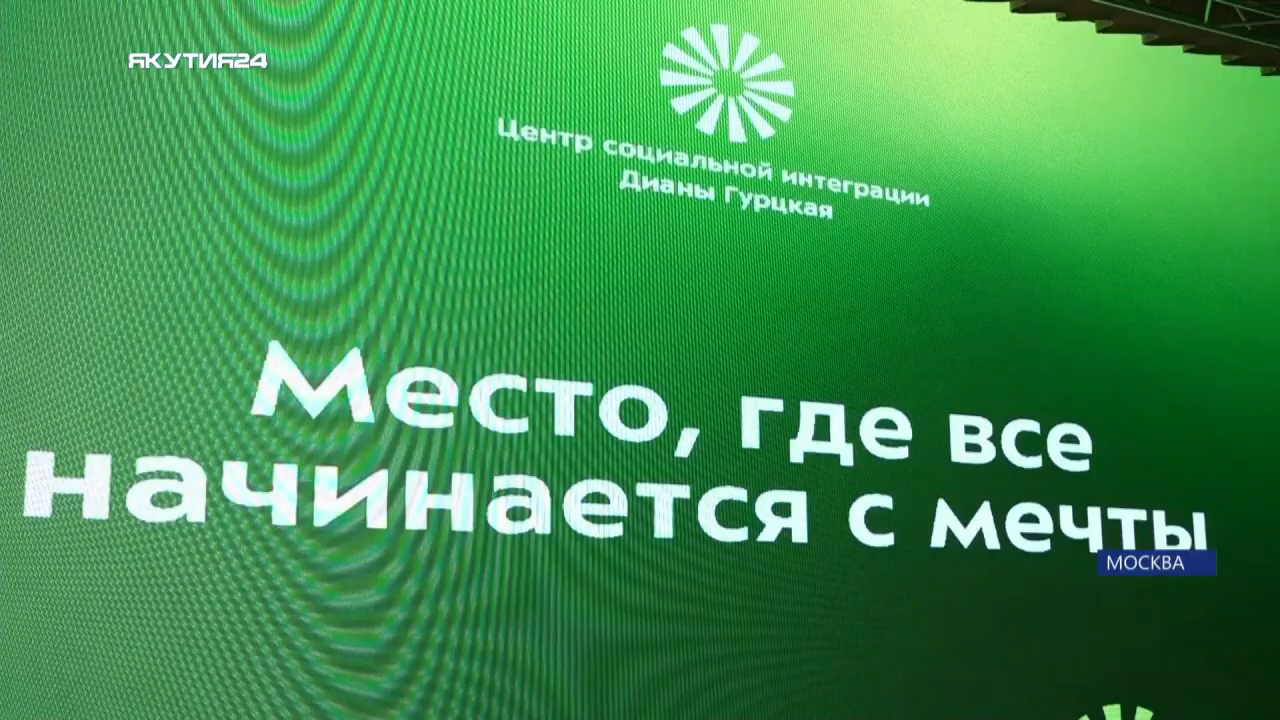 ЯКУТИЯ24
Центр социальной интеграции
Дианы Гурцкая
Место, где все
начинается с мечты
МОСКВА